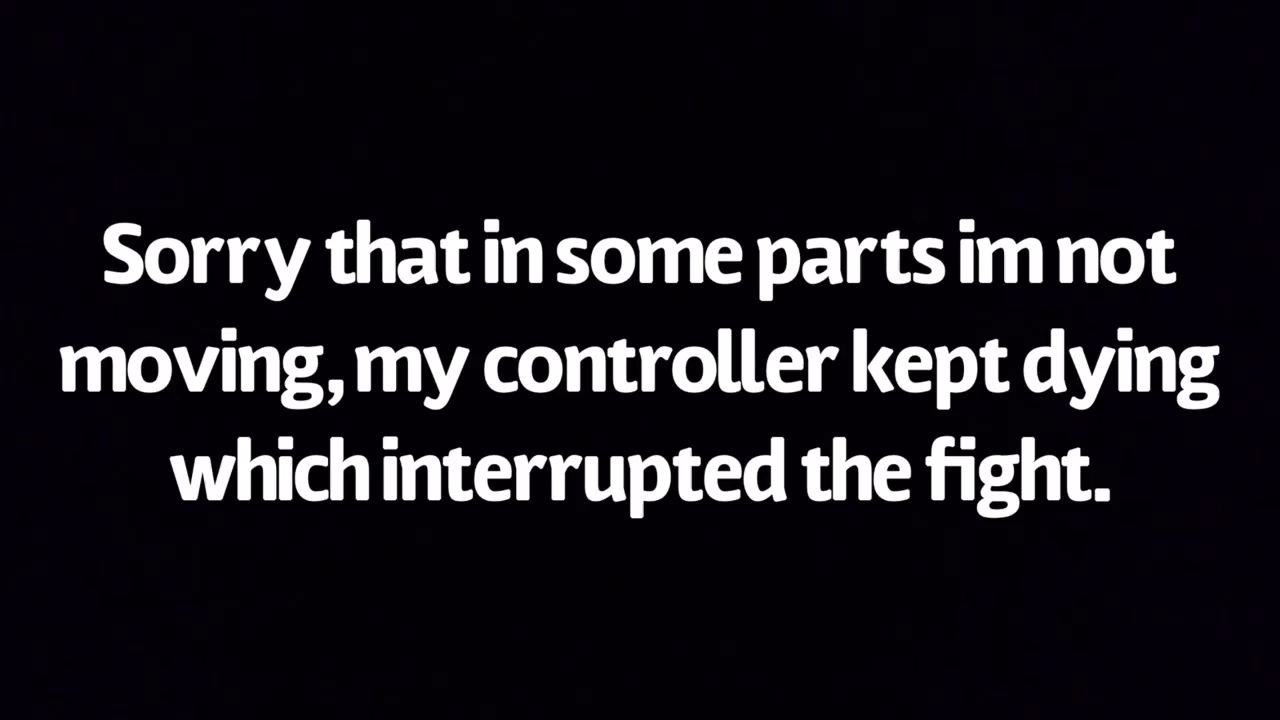 Sorry that in some parts im not
moving, my controller kept dying
which interrupted the fight.